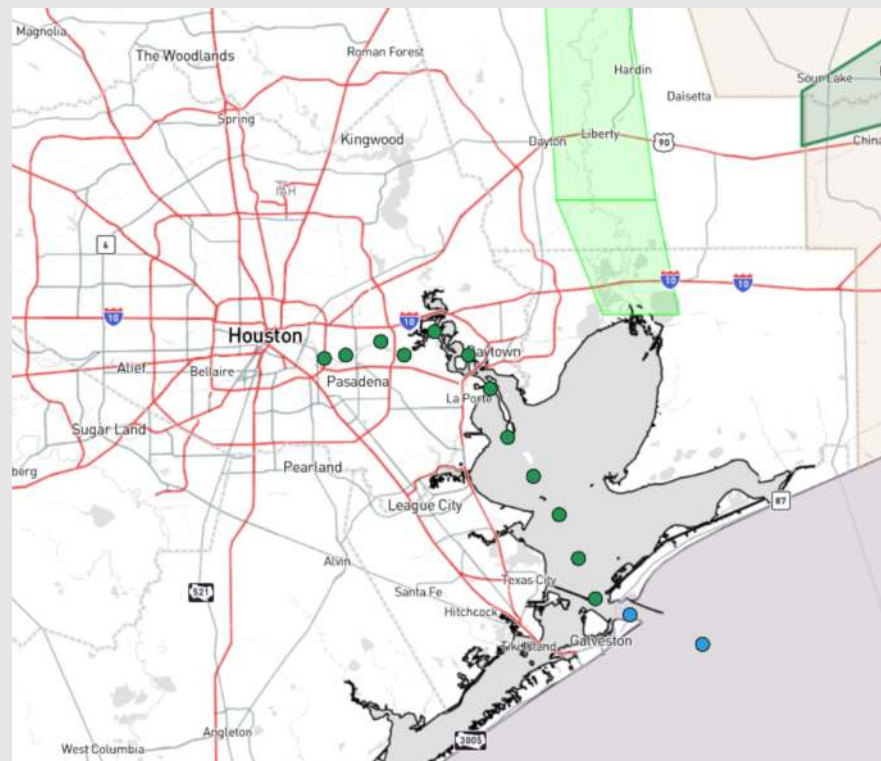 Magnolia
The Woodlands
Roman Forest
Hardin
Sour Lake
Daisetta
Spring
Kingwood
Dayton
Liberty
90
China
IAH
6
10
10
10
10
Houston
Baytown
Alief
Bellaire
Pasadena
La Porte
Sugar Land
berg
Pearland
League City
87
Alvin
Texas City
521
Santa Fe
Hitchcock
Tiki Island
Galveston
Angleton
3005
West Columbia